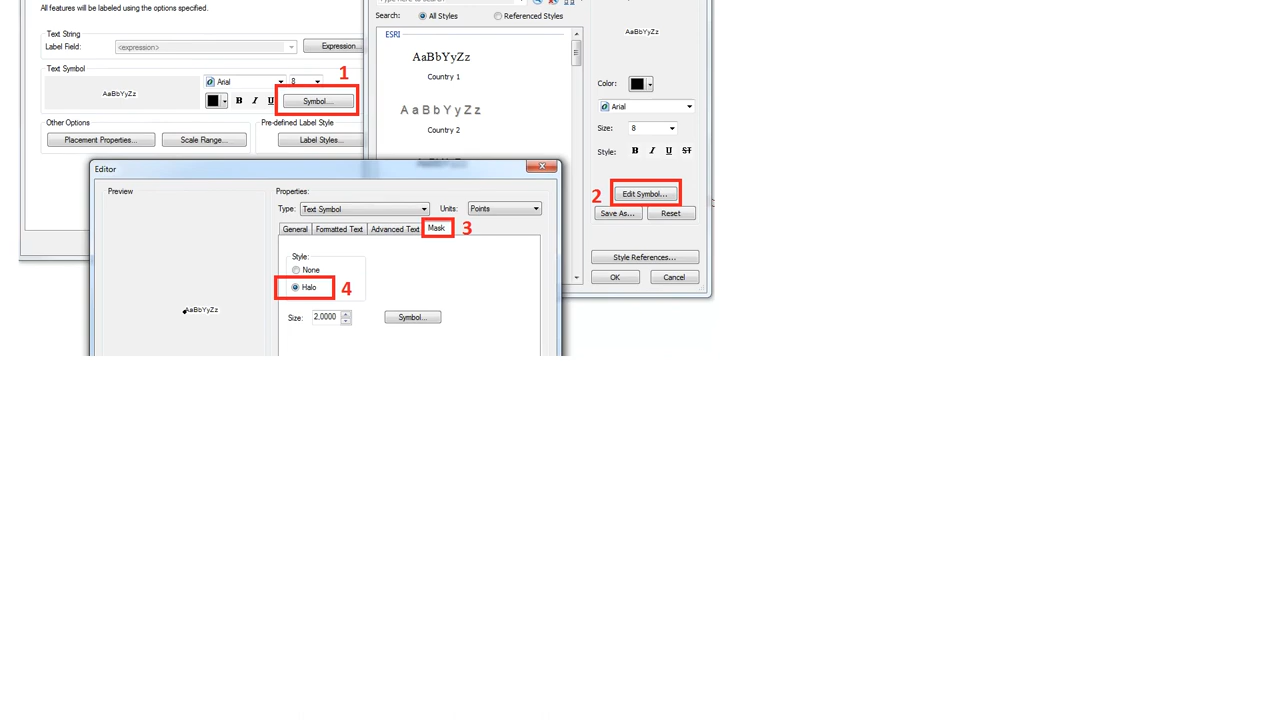 All features will be labeled using the options specified.
Text String
Label Field:
<expression>
Expression...
Text Symbol
AaBbYyZz
Arial
8
B I U
1
Symbol...
Other Options
Placement Properties...
Scale Range...
Pre-defined Label Style
Label Styles...
Search:
All Styles
Referenced Styles
ESRI
AaBbYyZz
Country 1
AaBbYyZz
Country 2
AaBbYyZz
Color:
Arial
Size:
8
Style:
B I U ST
2
Edit Symbol...
Save As...
Reset
Style References...
OK
Cancel
Editor
Preview
AaBbYyZz
Properties:
Type:
Text Symbol
Units:
Points
General
Formatted Text
Advanced Text
Mask
3
Style:
None
Halo
4
Size:
2.0000
Symbol...